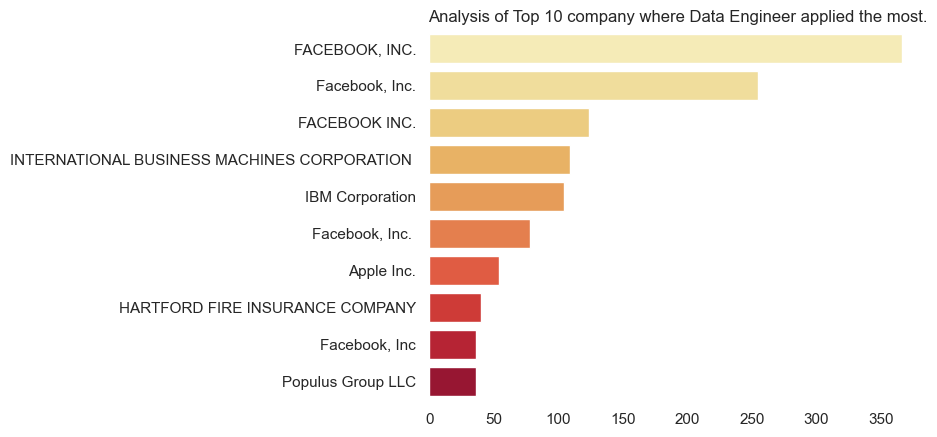 Analysis of Top 10 company where Data Engineer applied the most.
FACEBOOK, INC.
Facebook, Inc.
FACEBOOK INC.
INTERNATIONAL BUSINESS MACHINES CORPORATION
IBM Corporation
Facebook, Inc.
Apple Inc.
HARTFORD FIRE INSURANCE COMPANY
Facebook, Inc
Populus Group LLC
0 50 100 150 200 250 300 350